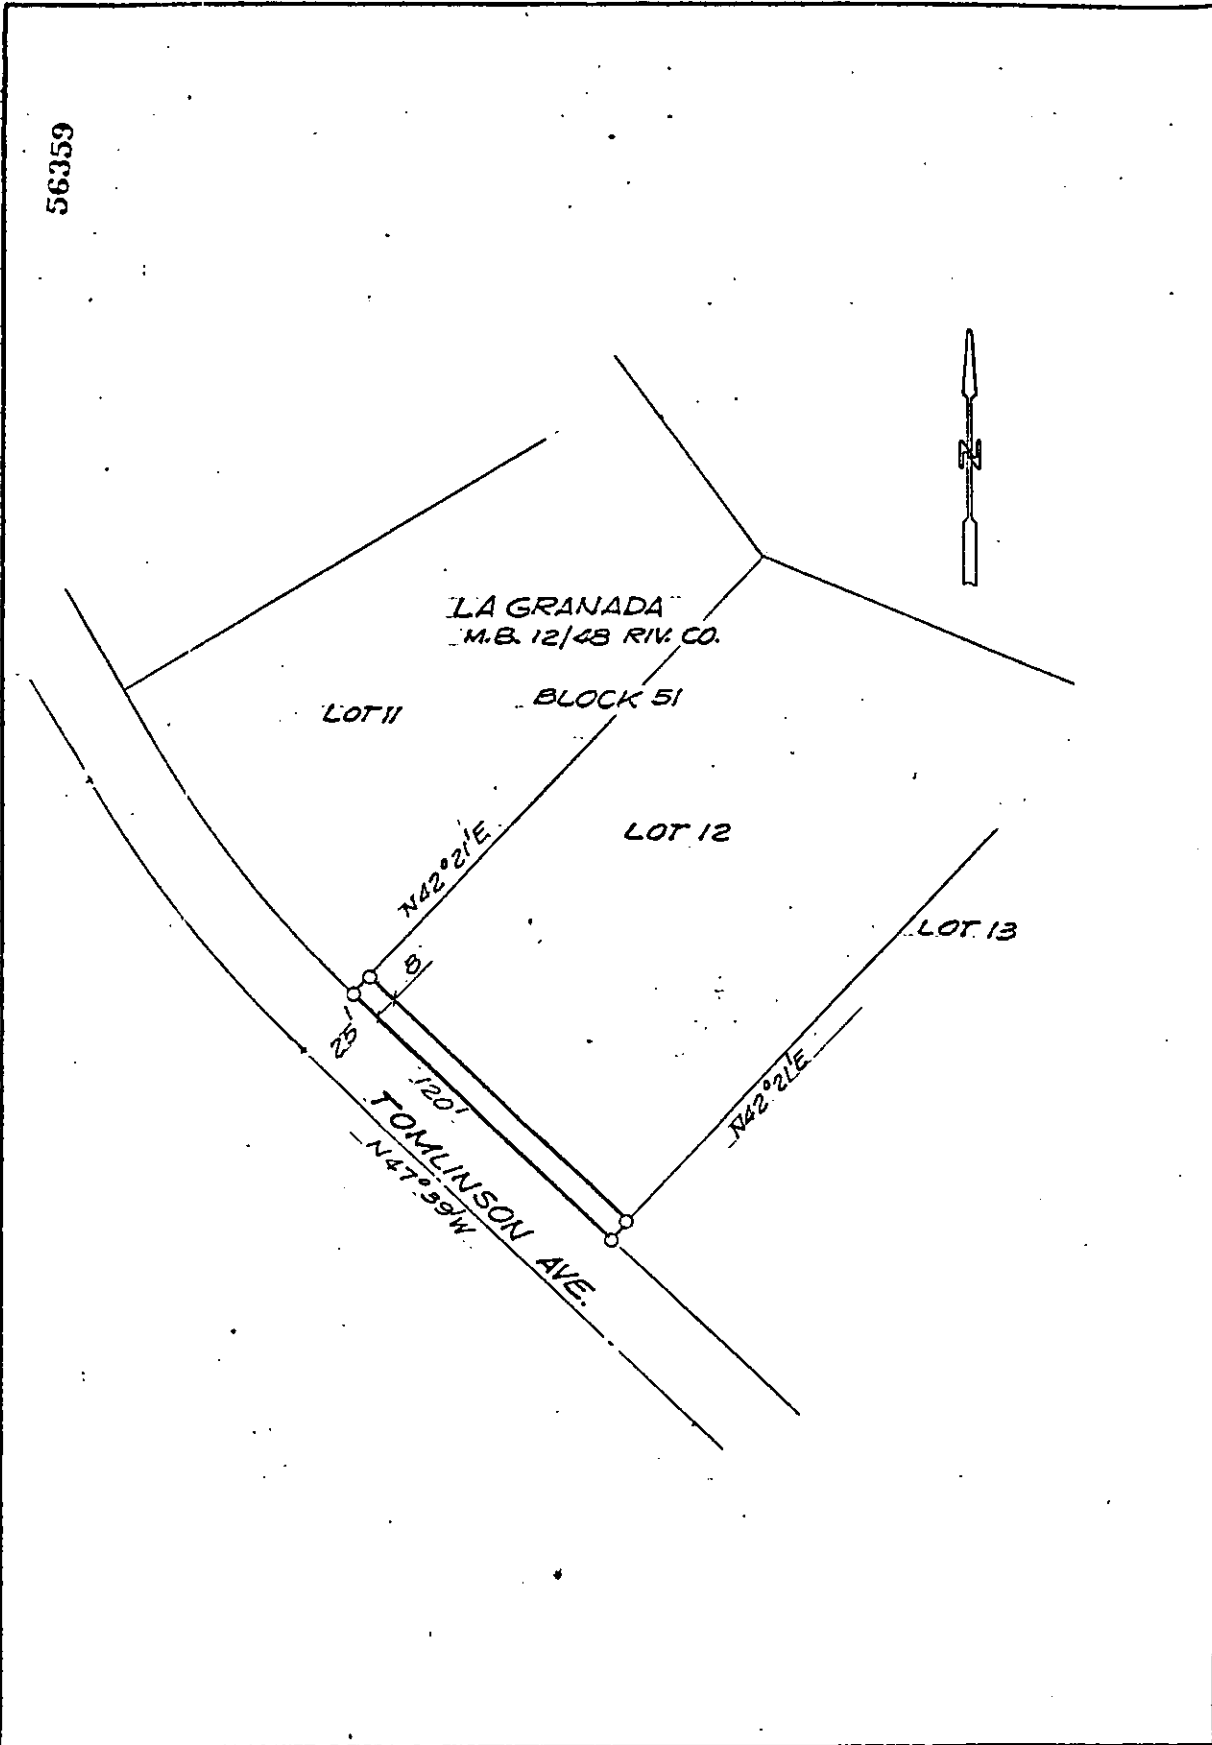 56359
N
LA GRANADA
M.B. 12/48 RIV. CO.
BLOCK 51
LOT 11
LOT 12
N42°21'E
LOT 13
8'
25'
120'
N42°21'E
TOMLINSON AVE.
N47°39'W